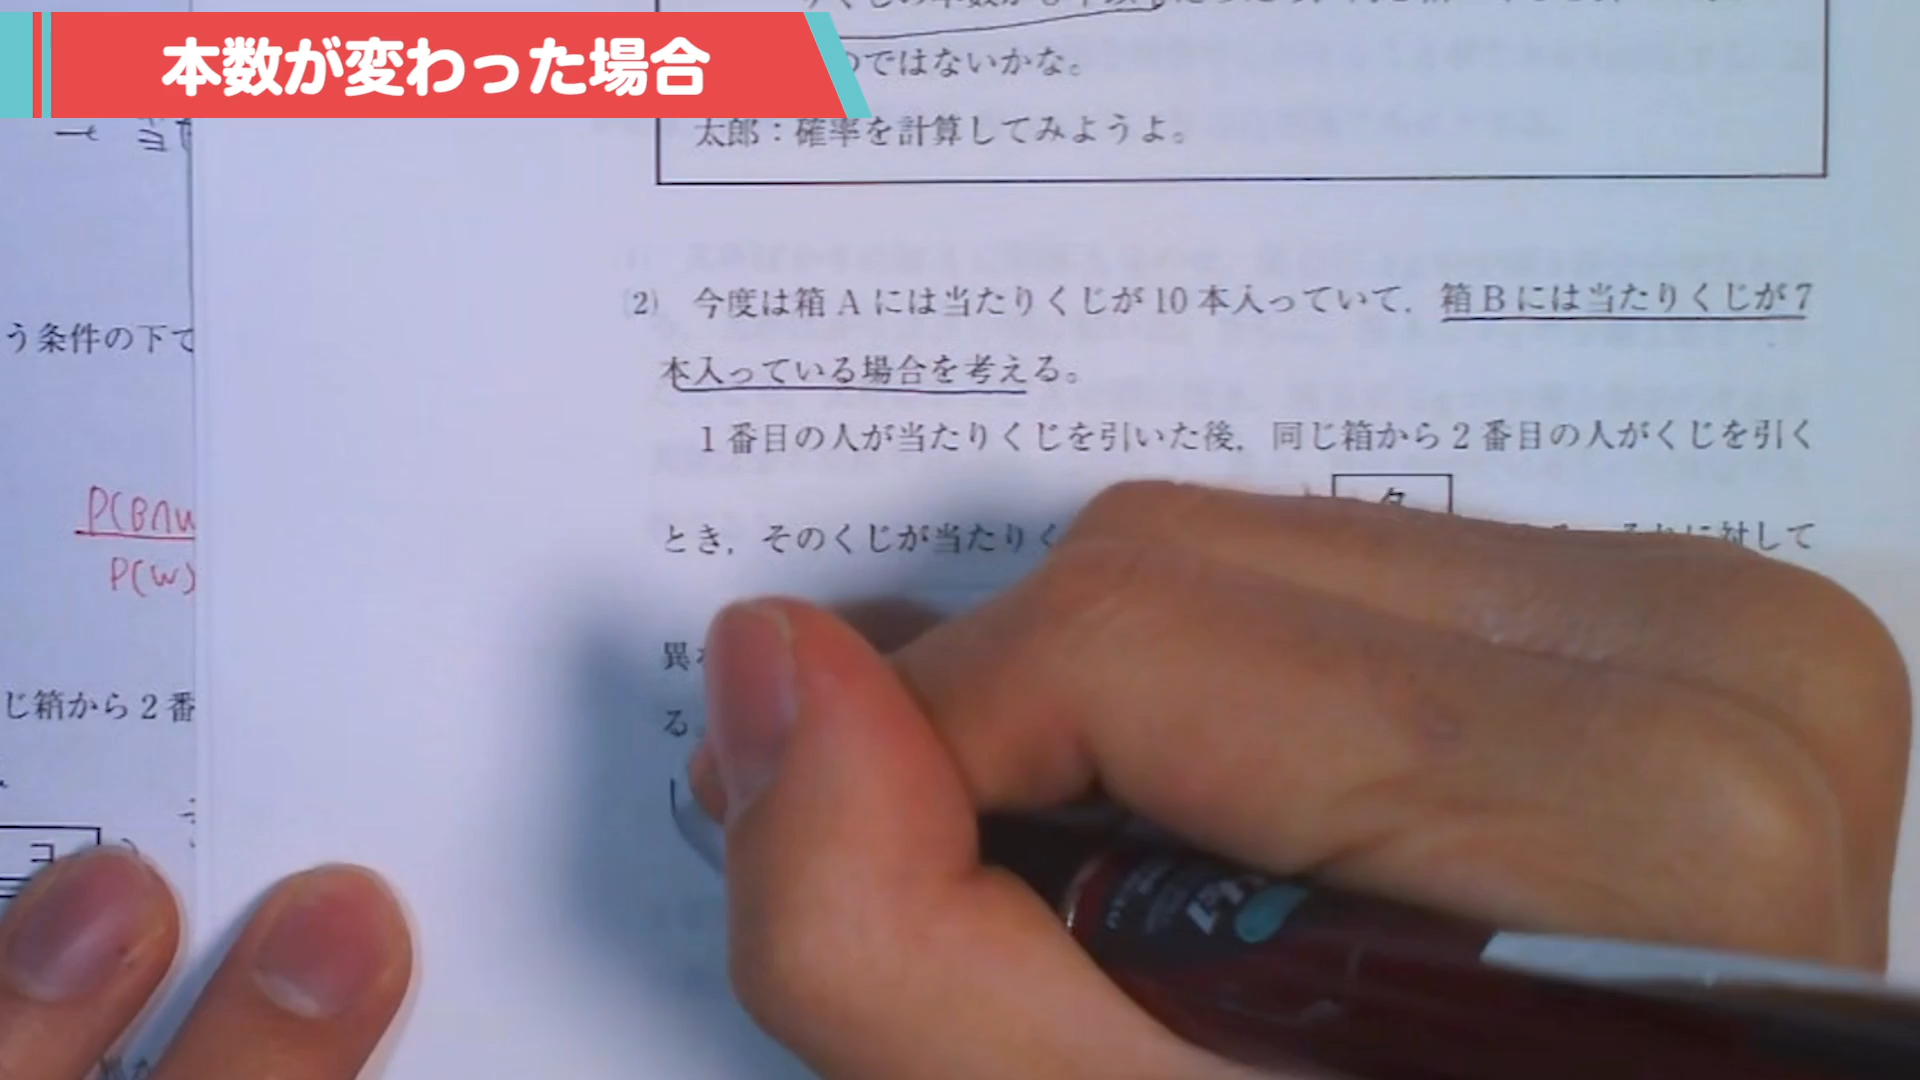 本数が変わった場合
のではないかな。
太郎：確率を計算してみようよ。
(2) 今度は箱 A には当たりくじが 10 本入っていて，箱 B には当たりくじが 7
本入っている場合を考える。
1 番目の人が当たりくじを引いた後，同じ箱から 2 番目の人がくじを引く
とき，そのくじが当たりく
に対して
異
る。
う条件の下で
P(B∩W
P(W)
じ箱から 2 番
ヨ